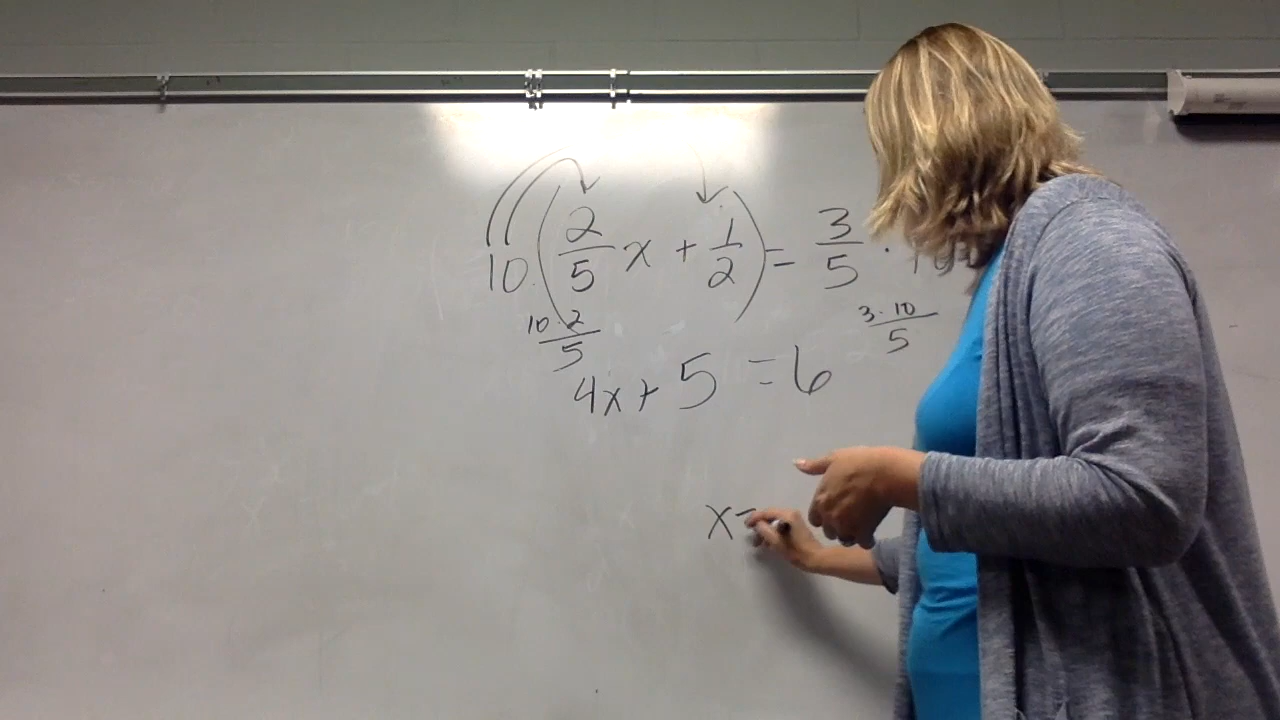 10·(2/5 x + 1/2) = 3/5 · 10
10·2/5
3·10/5
4x + 5 = 6
x=